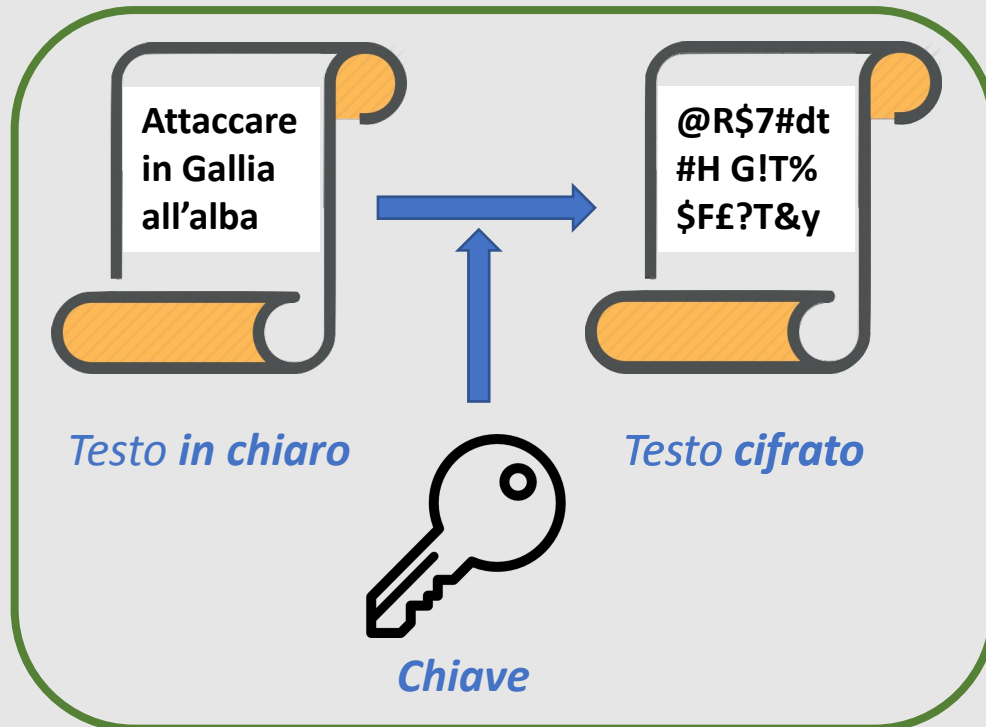 Attaccare
in Gallia
all’alba
@R$7#dt
#H G!T%
$F£?T&y
Testo in chiaro
Testo cifrato
Chiave